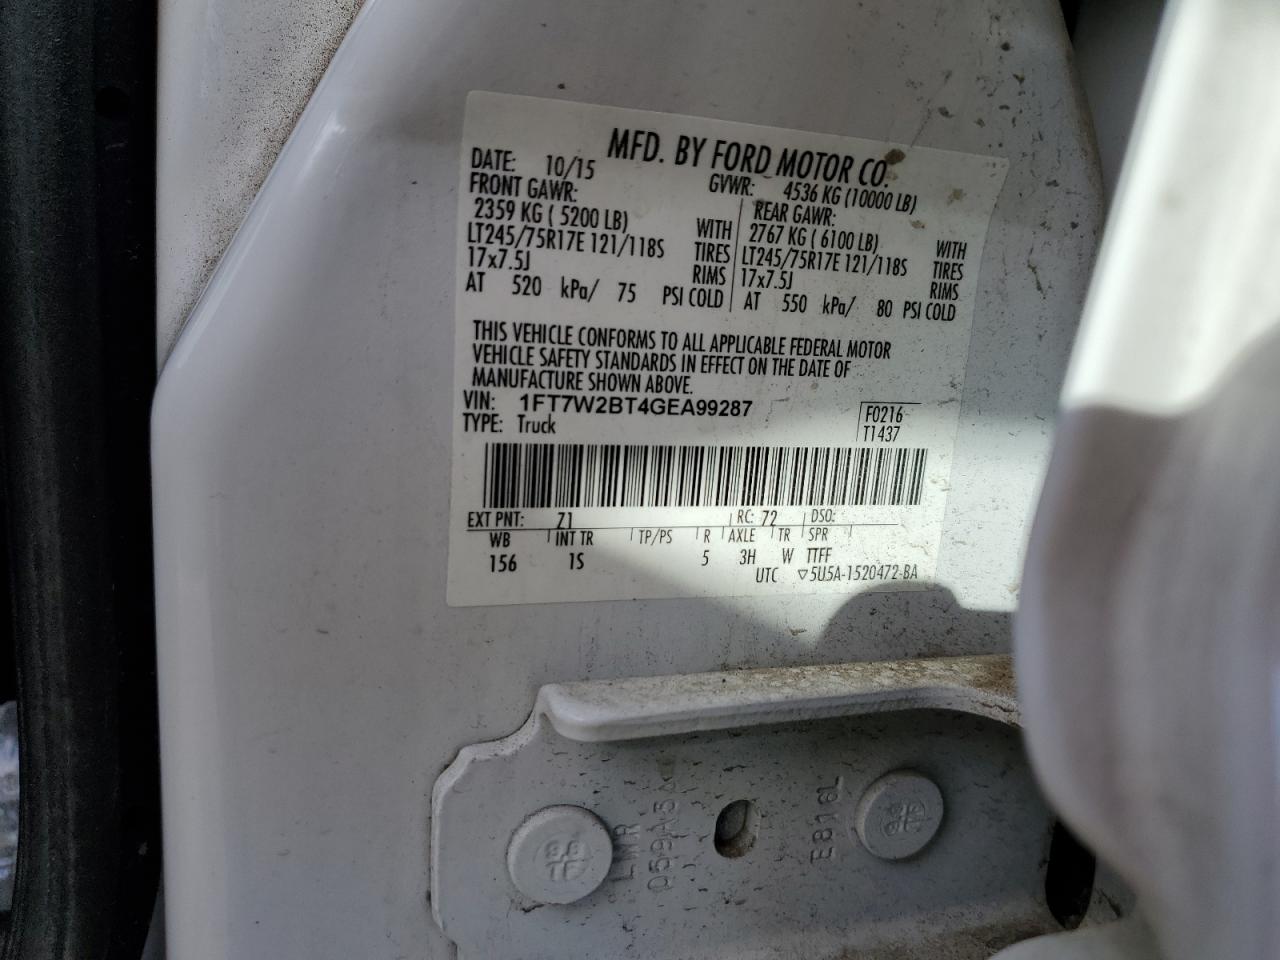 MFD. BY FORD MOTOR CO.
DATE: 10/15 GVWR: 4536 KG (10000 LB)
FRONT GAWR: REAR GAWR:
2359 KG ( 5200 LB) WITH 2767 KG ( 6100 LB) WITH
LT245/75R17E 121/118S TIRES LT245/75R17E 121/118S TIRES
17x7.5J RIMS 17x7.5J RIMS
AT 520 kPa/ 75 PSI COLD AT 550 kPa/ 80 PSI COLD
THIS VEHICLE CONFORMS TO ALL APPLICABLE FEDERAL MOTOR
VEHICLE SAFETY STANDARDS IN EFFECT ON THE DATE OF
MANUFACTURE SHOWN ABOVE.
VIN: 1FT7W2BT4GEA99287 F0216
TYPE: Truck T1437
EXT PNT: Z1 RC: 72 DSO:
WB INT TR TP/PS R AXLE TR SPR
156 1S 5 3H W TTFF
UTC ▽5U5A-1520472-BA
LWR
E816L